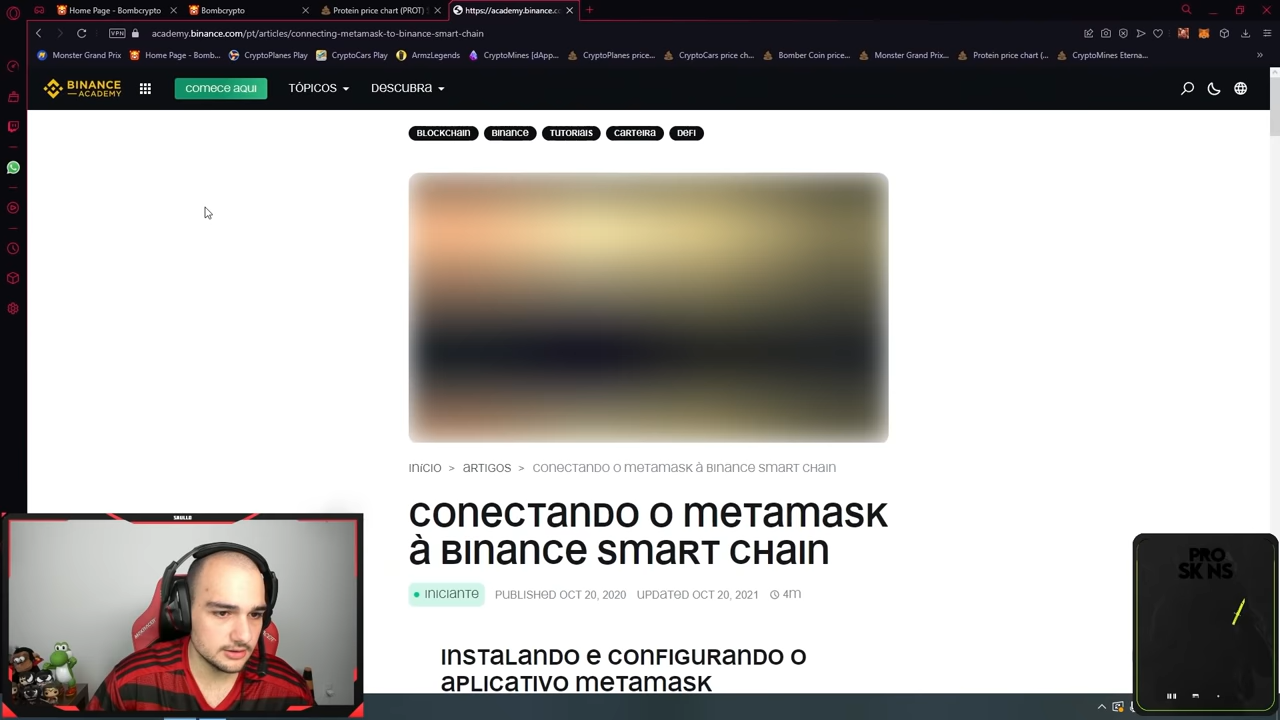 Home Page - Bombcrypto
Bombcrypto
Protein price chart (PROT)
https://academy.binance.c
VPN
academy.binance.com/pt/articles/connecting-metamask-to-binance-smart-chain
Monster Grand Prix
Home Page - Bomb...
CryptoPlanes Play
CryptoCars Play
ArmzLegends
CryptoMines [dApp...
CryptoPlanes price...
CryptoCars price ch...
Bomber Coin price...
Monster Grand Prix...
Protein price chart (...
CryptoMines Eterna...
BINANCE
ACADEMY
COMECE AQUI
TÓPICOS
DESCUBRA
BLOCKCHAIN
BINANCE
TUTORIAIS
CARTEIRA
DEFI
INÍCIO > ARTIGOS > CONECTANDO O METAMASK À BINANCE SMART CHAIN
CONECTANDO O METAMASK
À BINANCE SMART CHAIN
INICIANTE
PUBLISHED OCT 20, 2020
UPDATED OCT 20, 2021
4M
INSTALANDO E CONFIGURANDO O
APLICATIVO METAMASK
SAULLO
PRO
SK NS